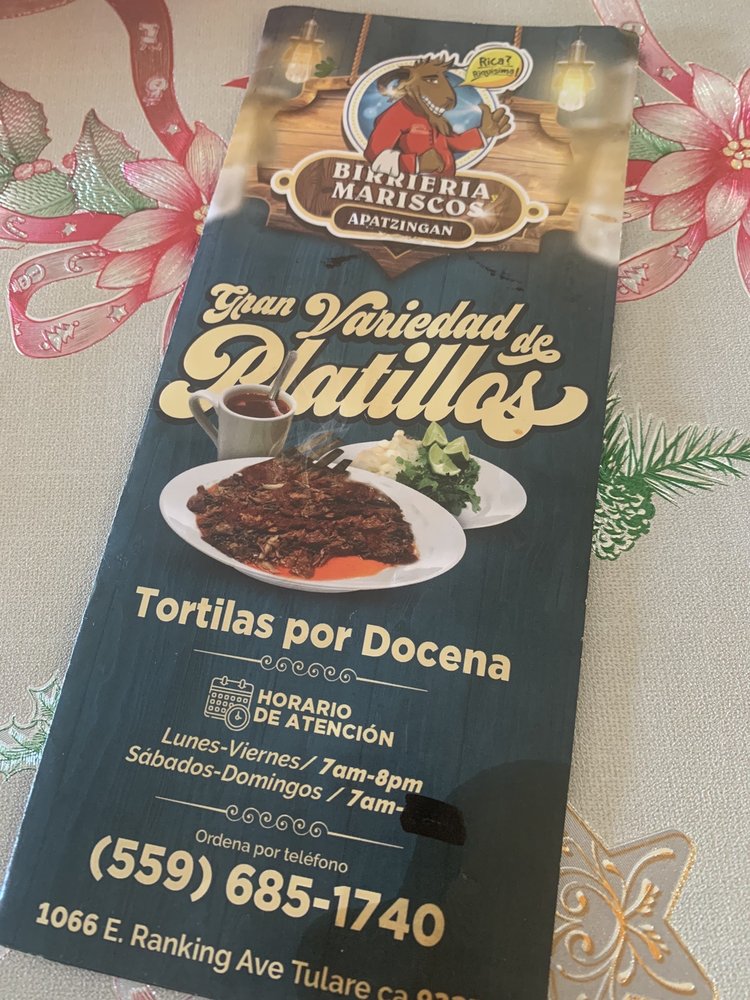 Rica?
Riquisima!
BIRRIERIA Y
MARISCOS
APATZINGAN
Gran Variedad de
Platillos
Tortilas por Docena
HORARIO
DE ATENCIÓN
Lunes-Viernes/ 7am-8pm
Sábados-Domingos / 7am-
Ordena por teléfono
(559) 685-1740
1066 E. Ranking Ave Tulare ca